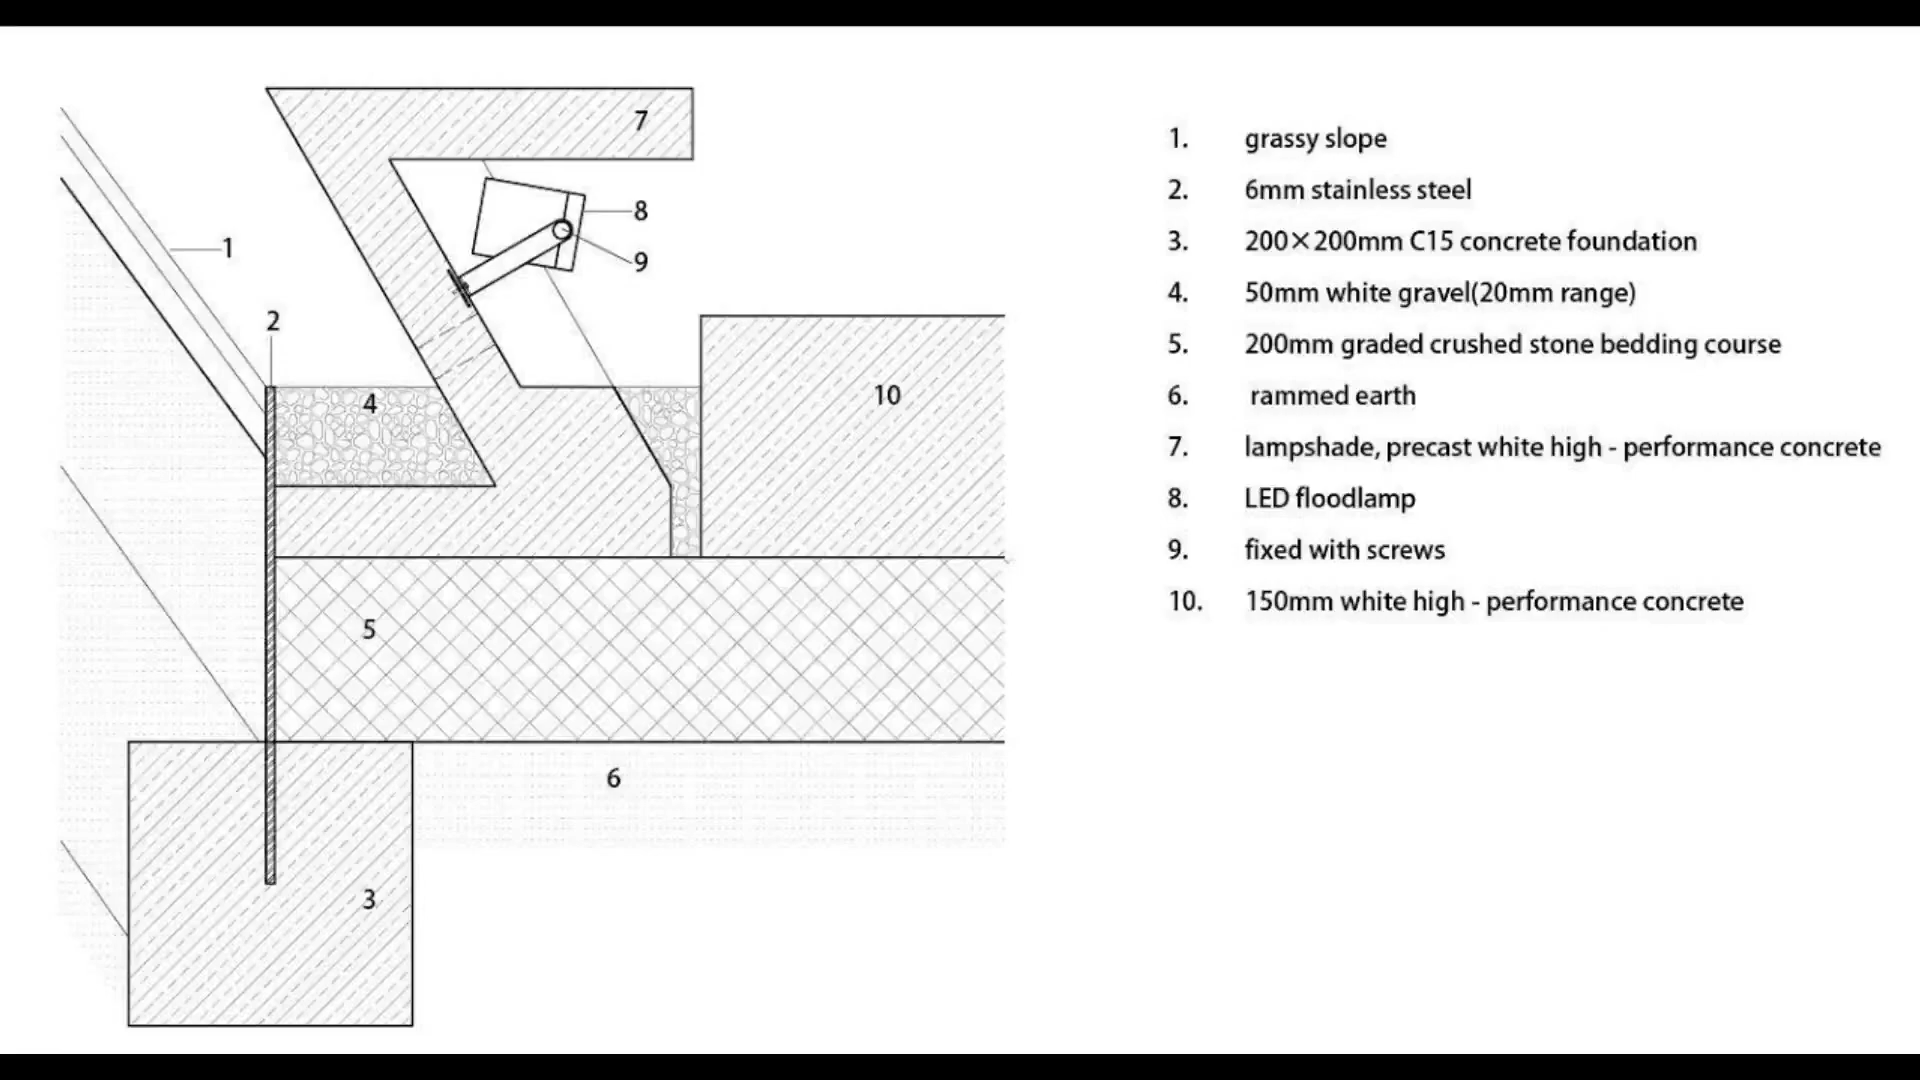 7
8
9
1
2
4
10
5
6
3
1. grassy slope
2. 6mm stainless steel
3. 200×200mm C15 concrete foundation
4. 50mm white gravel(20mm range)
5. 200mm graded crushed stone bedding course
6. rammed earth
7. lampshade, precast white high - performance concrete
8. LED floodlamp
9. fixed with screws
10. 150mm white high - performance concrete